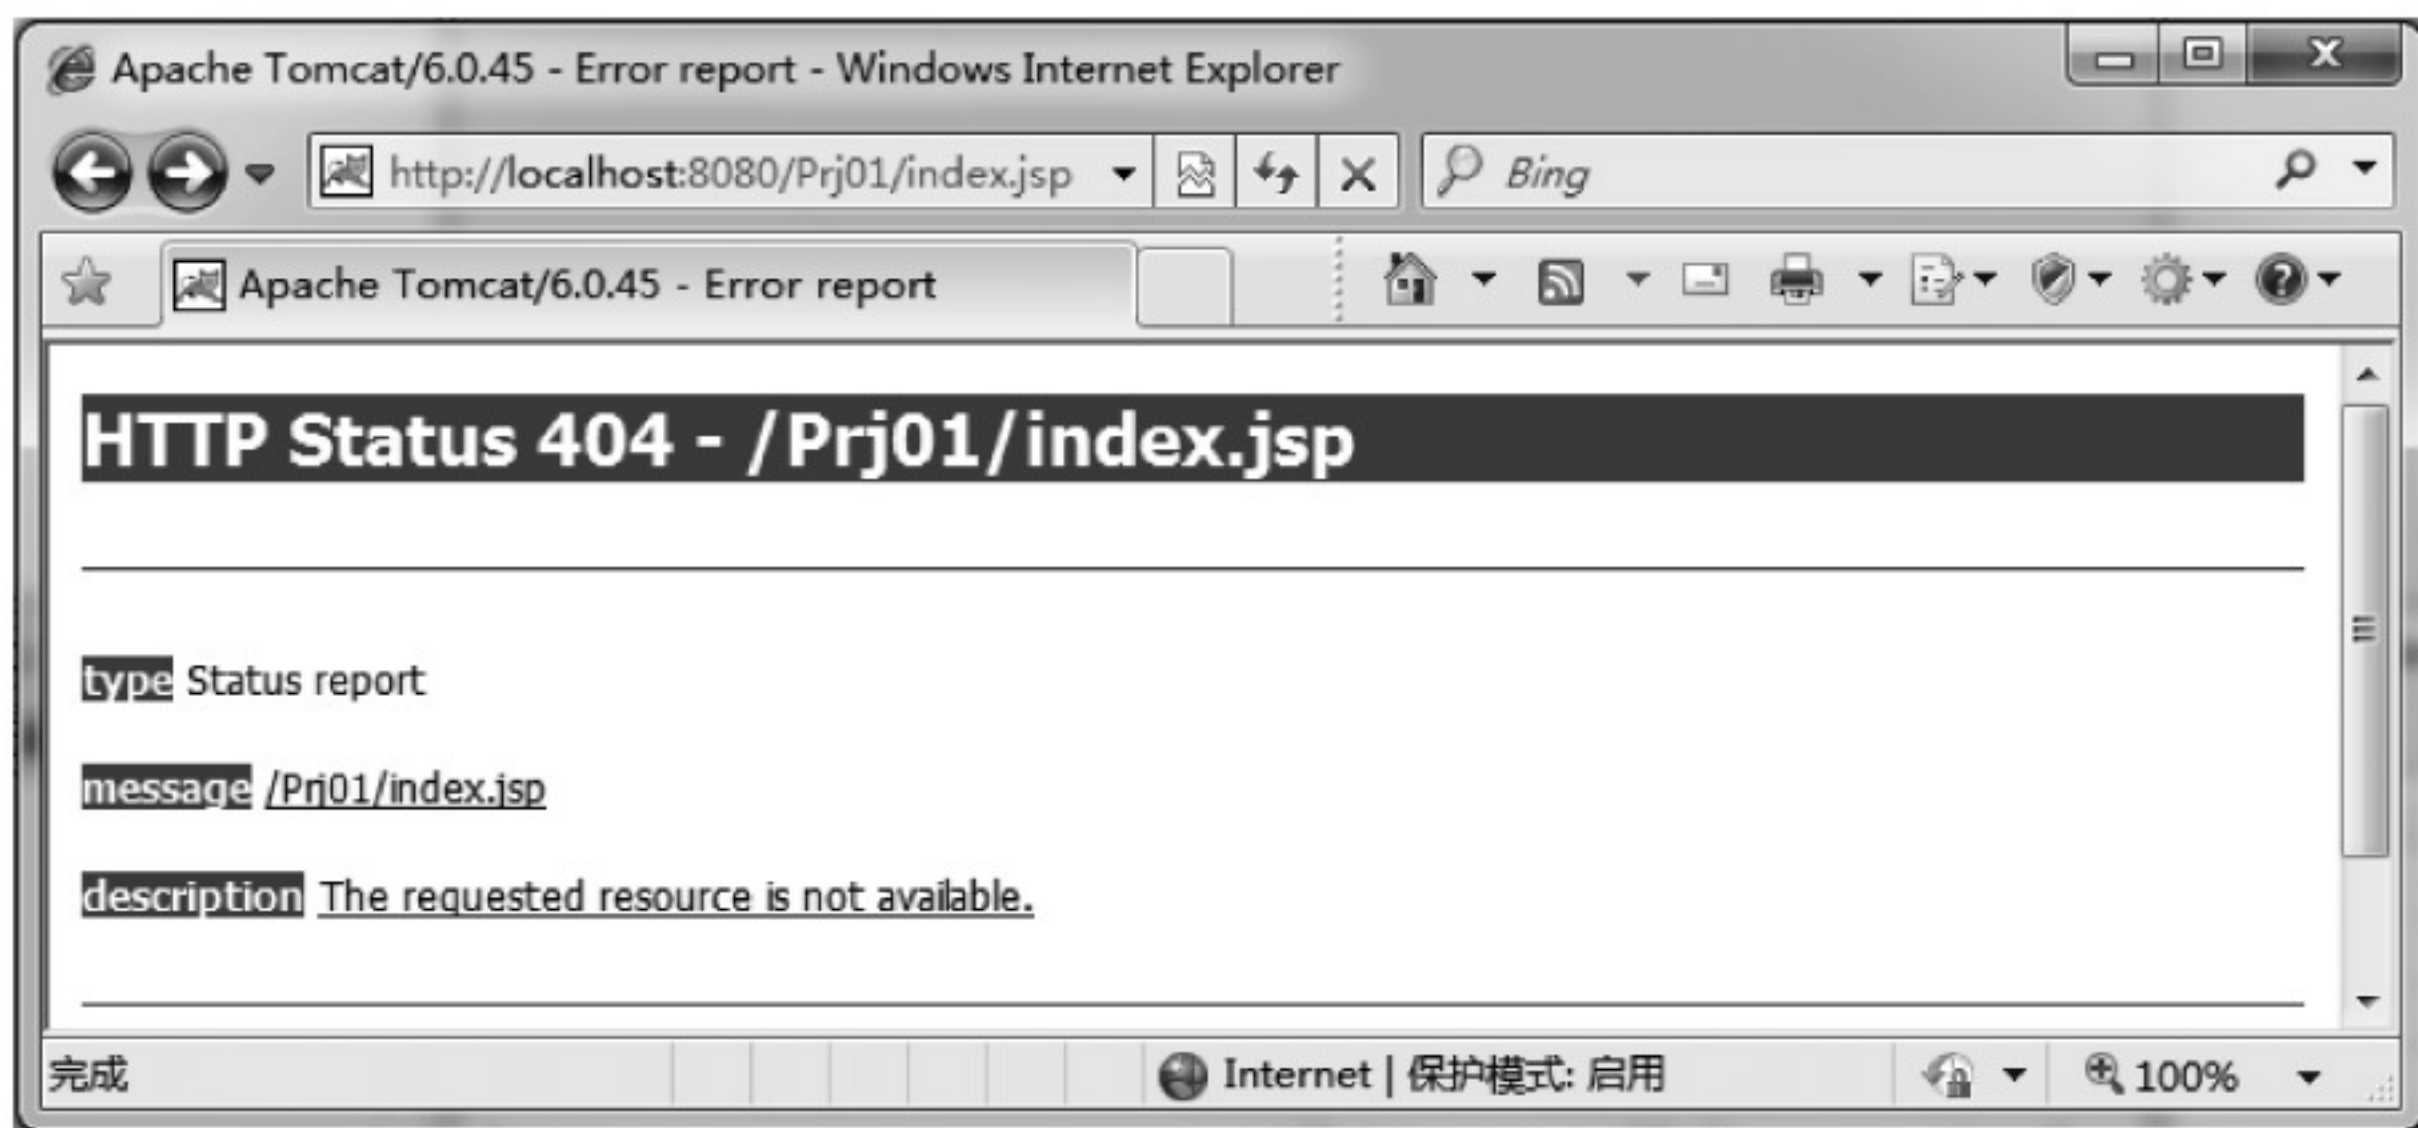 Apache Tomcat/6.0.45 - Error report - Windows Internet Explorer
http://localhost:8080/Prj01/index.jsp
Bing
Apache Tomcat/6.0.45 - Error report
HTTP Status 404 - /Prj01/index.jsp
type Status report
message /Prj01/index.jsp
description The requested resource is not available.
完成 Internet | 保护模式: 启用 100%